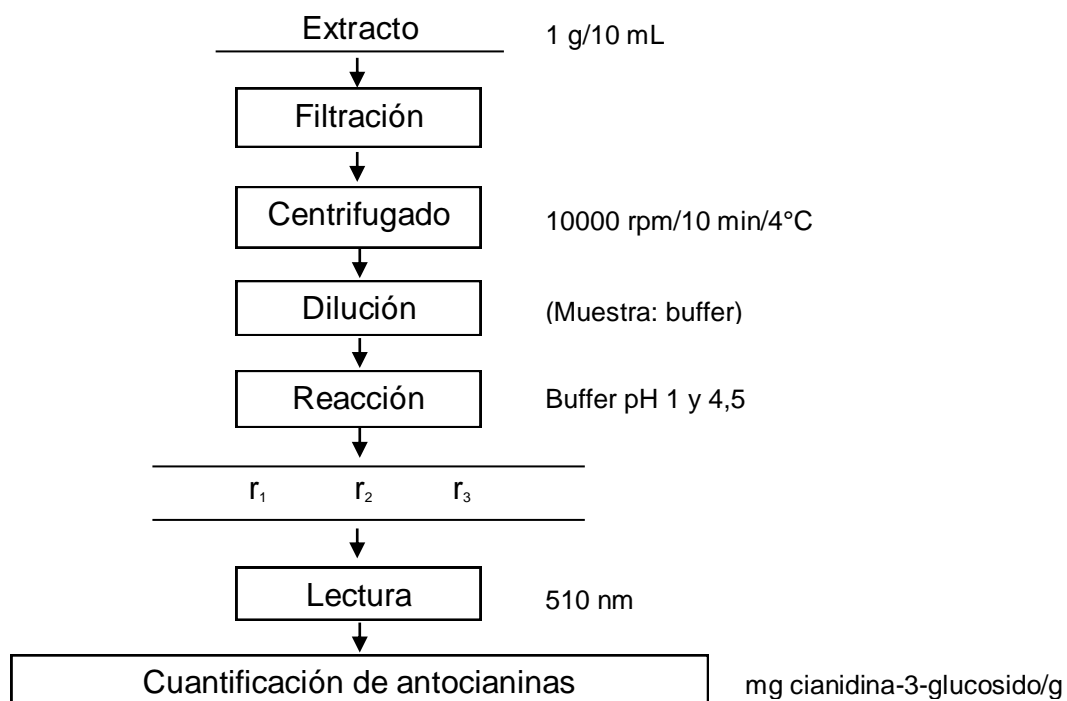 Extracto 1 g/10 mL
Filtración
Centrifugado 10000 rpm/10 min/4°C
Dilución (Muestra: buffer)
Reacción Buffer pH 1 y 4,5
r₁ r₂ r₃
Lectura 510 nm
Cuantificación de antocianinas mg cianidina-3-glucosido/g